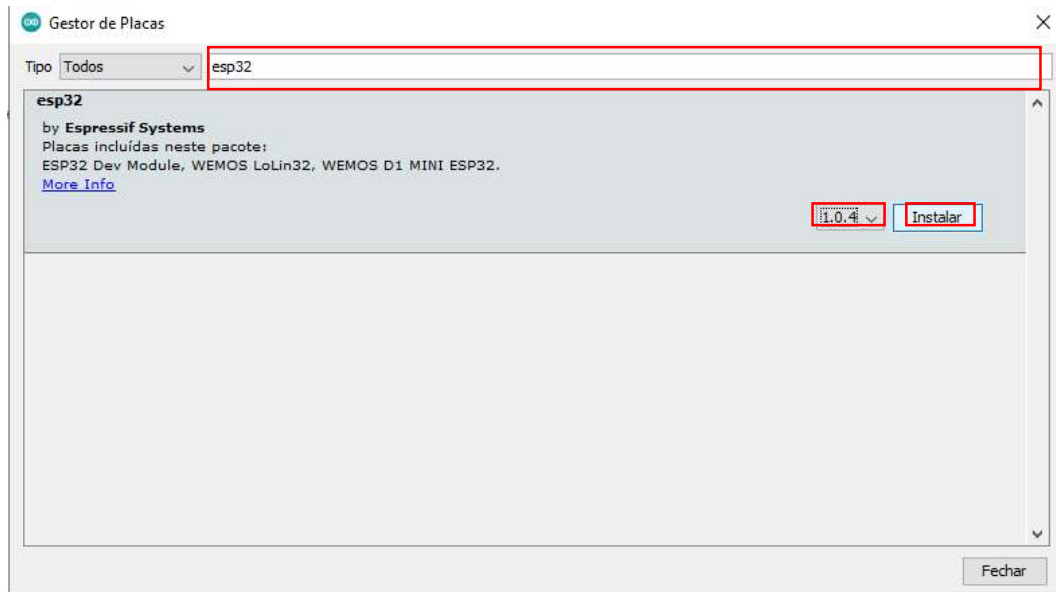 Gestor de Placas
Tipo Todos esp32
esp32
by Espressif Systems
Placas incluídas neste pacote:
ESP32 Dev Module, WEMOS LoLin32, WEMOS D1 MINI ESP32.
More Info
1.0.4 Instalar
Fechar